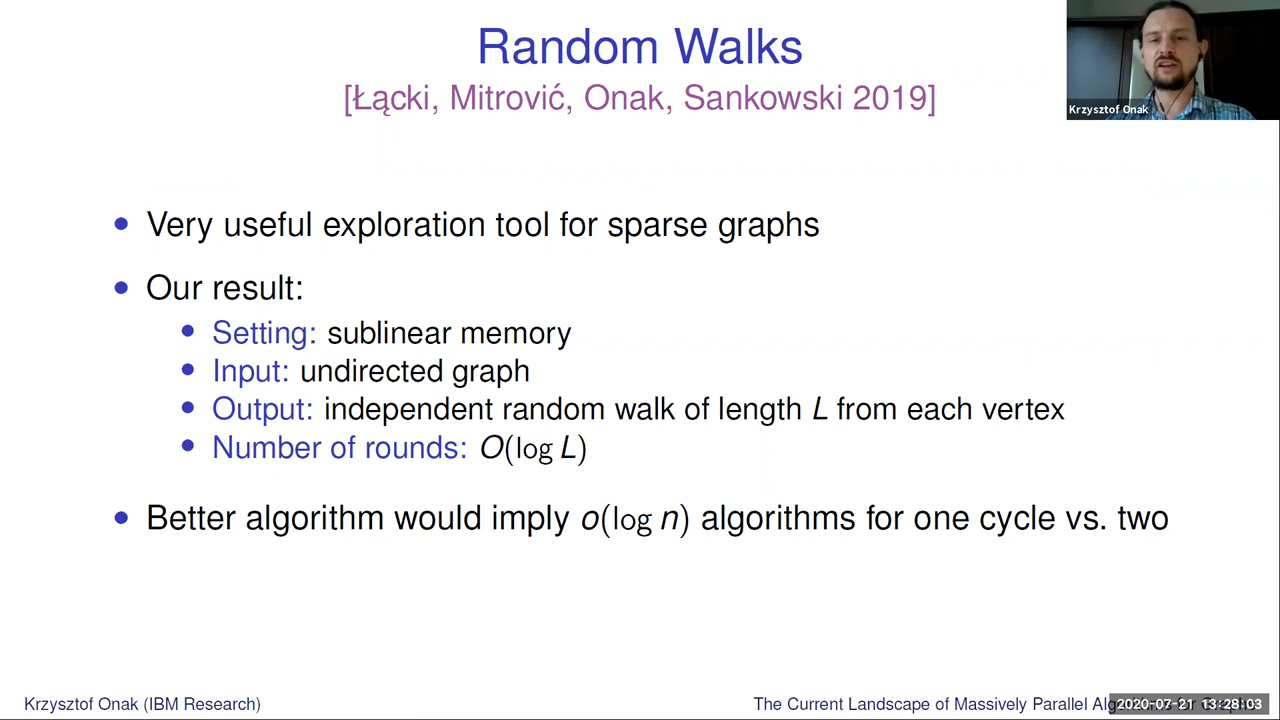 Random Walks
[Łącki, Mitrović, Onak, Sankowski 2019]
Krzysztof Onak
• Very useful exploration tool for sparse graphs
• Our result:
• Setting: sublinear memory
• Input: undirected graph
• Output: independent random walk of length L from each vertex
• Number of rounds: O(log L)
• Better algorithm would imply o(log n) algorithms for one cycle vs. two
Krzysztof Onak (IBM Research)
The Current Landscape of Massively Parallel
2020-07-21 13:28:03